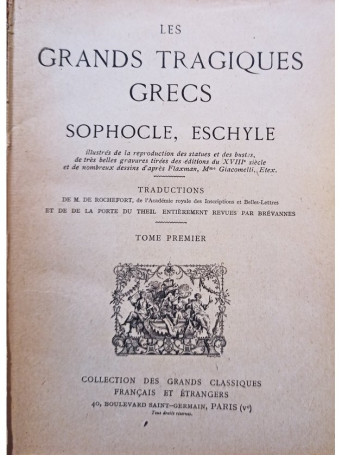 LES
GRANDS TRAGIQUES
GRECS
SOPHOCLE, ESCHYLE
illustrés de la reproduction des statues et des bustes,
de très belles gravures tirées des éditions du XVIIIe siècle
et de nombreux dessins d'après Flaxman, Mme Giacomelli, Etex.
TRADUCTIONS
DE M. DE ROCHEFORT, de l'Académie royale des Inscriptions et Belles-Lettres
ET DE DE LA PORTE DU THEIL ENTIÈREMENT REVUES PAR BRÉVANNES
TOME PREMIER
COLLECTION DES GRANDS CLASSIQUES
FRANÇAIS ET ÉTRANGERS
40, BOULEVARD SAINT-GERMAIN, PARIS (Ve)
Tous droits réservés.